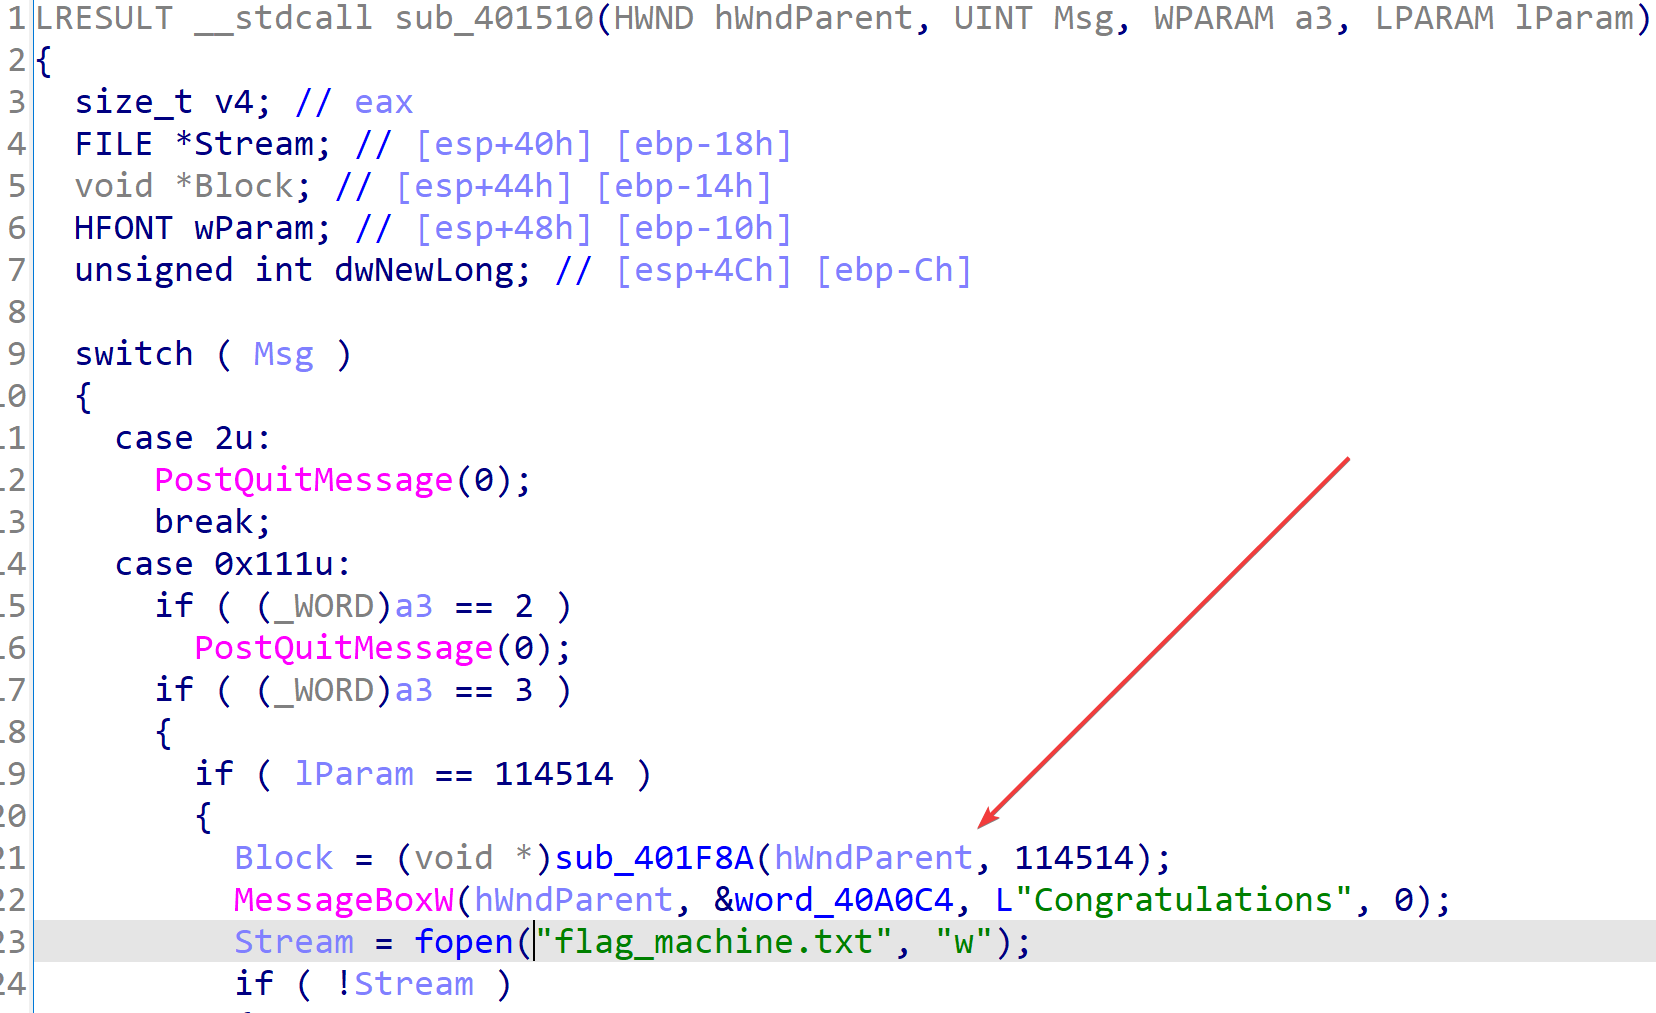 1 LRESULT __stdcall sub_401510(HWND hWndParent, UINT Msg, WPARAM a3, LPARAM lParam)
2 {
3   size_t v4; // eax
4   FILE *Stream; // [esp+40h] [ebp-18h]
5   void *Block; // [esp+44h] [ebp-14h]
6   HFONT wParam; // [esp+48h] [ebp-10h]
7   unsigned int dwNewLong; // [esp+4Ch] [ebp-Ch]
8
9   switch ( Msg )
10   {
11     case 2u:
12       PostQuitMessage(0);
13       break;
14     case 0x111u:
15       if ( (_WORD)a3 == 2 )
16         PostQuitMessage(0);
17       if ( (_WORD)a3 == 3 )
18       {
19         if ( lParam == 114514 )
20         {
21           Block = (void *)sub_401F8A(hWndParent, 114514);
22           MessageBoxW(hWndParent, &word_40A0C4, L"Congratulations", 0);
23           Stream = fopen("flag_machine.txt", "w");
24           if ( !Stream )